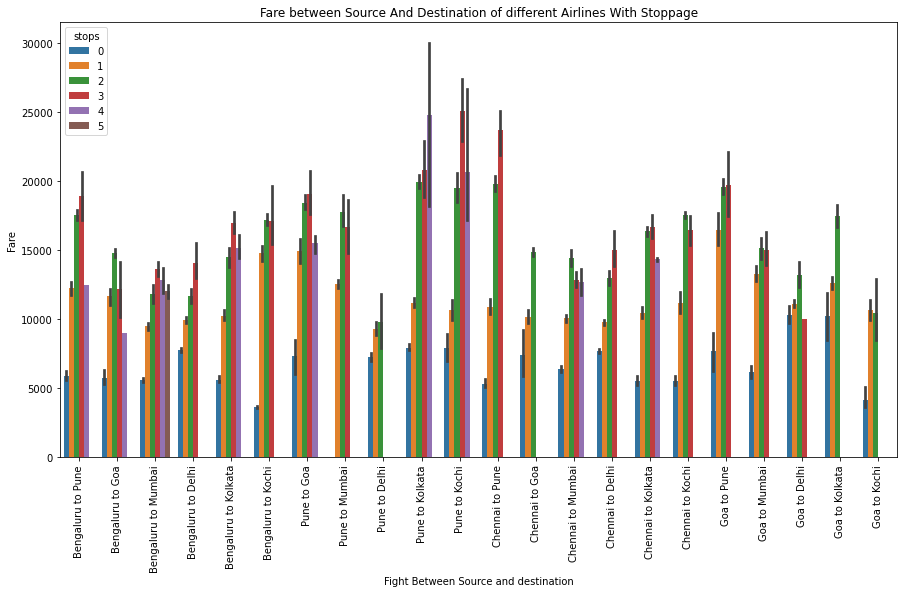 Fare between Source And Destination of different Airlines With Stoppage
stops
0
1
2
3
4
5
Fare
30000
25000
20000
15000
10000
5000
0
Bengaluru to Pune
Bengaluru to Goa
Bengaluru to Mumbai
Bengaluru to Delhi
Bengaluru to Kolkata
Bengaluru to Kochi
Pune to Goa
Pune to Mumbai
Pune to Delhi
Pune to Kolkata
Pune to Kochi
Chennai to Pune
Chennai to Goa
Chennai to Mumbai
Chennai to Delhi
Chennai to Kolkata
Chennai to Kochi
Goa to Pune
Goa to Mumbai
Goa to Delhi
Goa to Kolkata
Goa to Kochi
Fight Between Source and destination